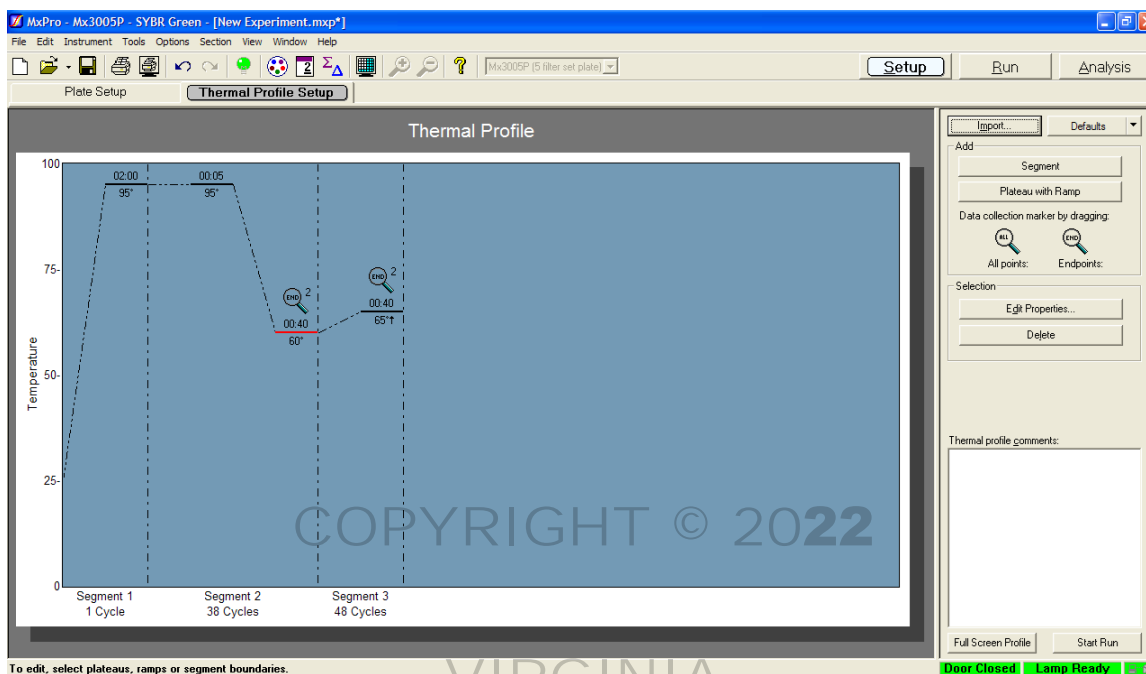 MxPro - Mx3005P - SYBR Green - [New Experiment.mxp*]
File Edit Instrument Tools Options Section View Window Help
Mx3005P (5 filter set plate)
Setup Run Analysis
Plate Setup Thermal Profile Setup
Thermal Profile
Import... Defaults
Add
Segment
Plateau with Ramp
Data collection marker by dragging:
ALL END
All points: Endpoints:
Selection
Edit Properties...
Delete
Thermal profile comments:
Full Screen Profile Start Run
Temperature
100
75-
50-
25-
0
02:00
95°
00:05
95°
END 2
00:40
60°
END 2
00:40
65°↑
Segment 1 Segment 2 Segment 3
1 Cycle 38 Cycles 48 Cycles
COPYRIGHT © 2022
VIRGINIA
To edit, select plateaus, ramps or segment boundaries.
Door Closed Lamp Ready